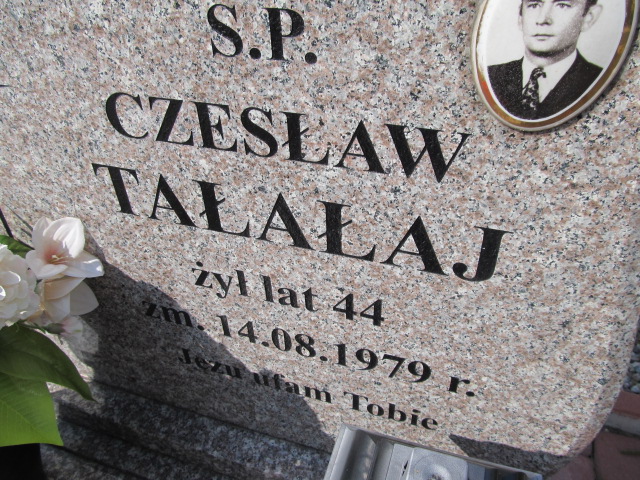 Ś.P.
CZESŁAW
TAŁAŁAJ
żył lat 44
zm. 14.08.1979 r.
Jezu ufam Tobie